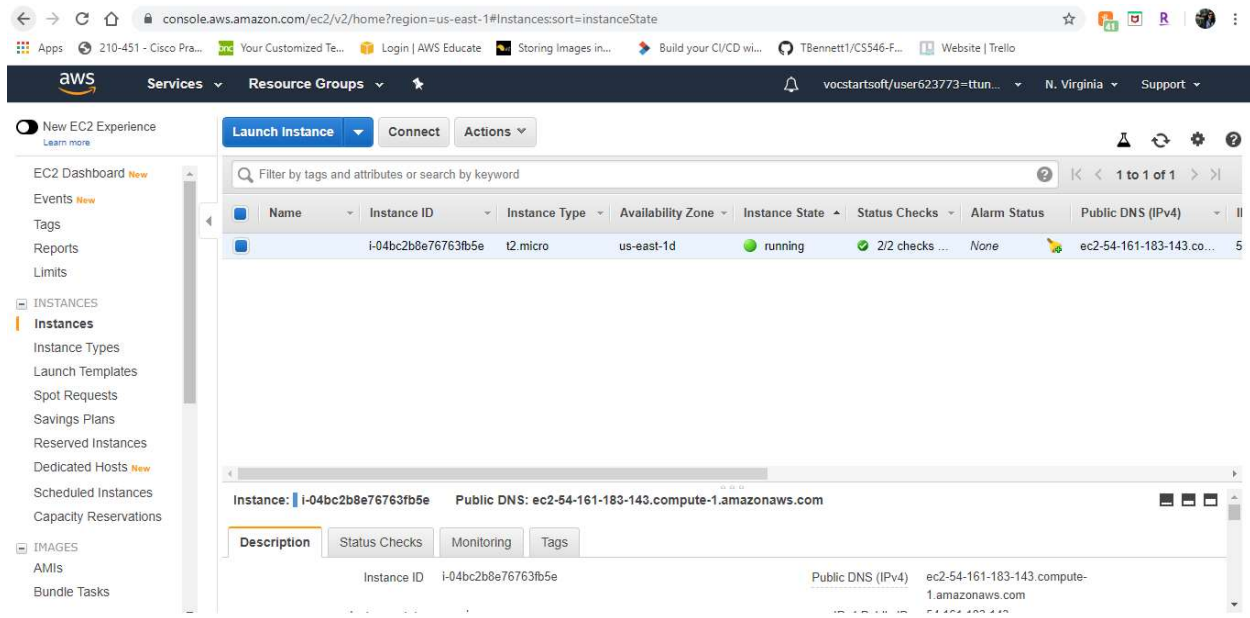 console.aws.amazon.com/ec2/v2/home?region=us-east-1#Instances:sort=instanceState
41
R
Apps 210-451 - Cisco Pra... bnc Your Customized Te... Login | AWS Educate Storing Images in... Build your CI/CD wi... TBennett1/CS546-F... Website | Trello
aws Services Resource Groups vocstartsoft/user623773=ttun... N. Virginia Support
New EC2 Experience
Learn more
EC2 Dashboard New
Events New
Tags
Reports
Limits
INSTANCES
Instances
Instance Types
Launch Templates
Spot Requests
Savings Plans
Reserved Instances
Dedicated Hosts New
Scheduled Instances
Capacity Reservations
IMAGES
AMIs
Bundle Tasks
Launch Instance Connect Actions
Filter by tags and attributes or search by keyword
1 to 1 of 1
Name Instance ID Instance Type Availability Zone Instance State Status Checks Alarm Status Public DNS (IPv4)
i-04bc2b8e76763fb5e t2.micro us-east-1d running 2/2 checks ... None ec2-54-161-183-143.co... 5
Instance: i-04bc2b8e76763fb5e Public DNS: ec2-54-161-183-143.compute-1.amazonaws.com
Description Status Checks Monitoring Tags
Instance ID i-04bc2b8e76763fb5e
Public DNS (IPv4) ec2-54-161-183-143.compute-
1.amazonaws.com